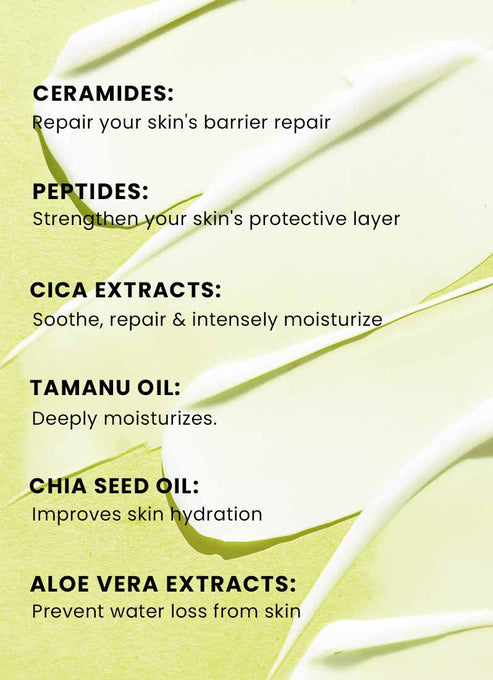 CERAMIDES:
Repair your skin's barrier repair
PEPTIDES:
Strengthen your skin's protective layer
CICA EXTRACTS:
Soothe, repair & intensely moisturize
TAMANU OIL:
Deeply moisturizes.
CHIA SEED OIL:
Improves skin hydration
ALOE VERA EXTRACTS:
Prevent water loss from skin